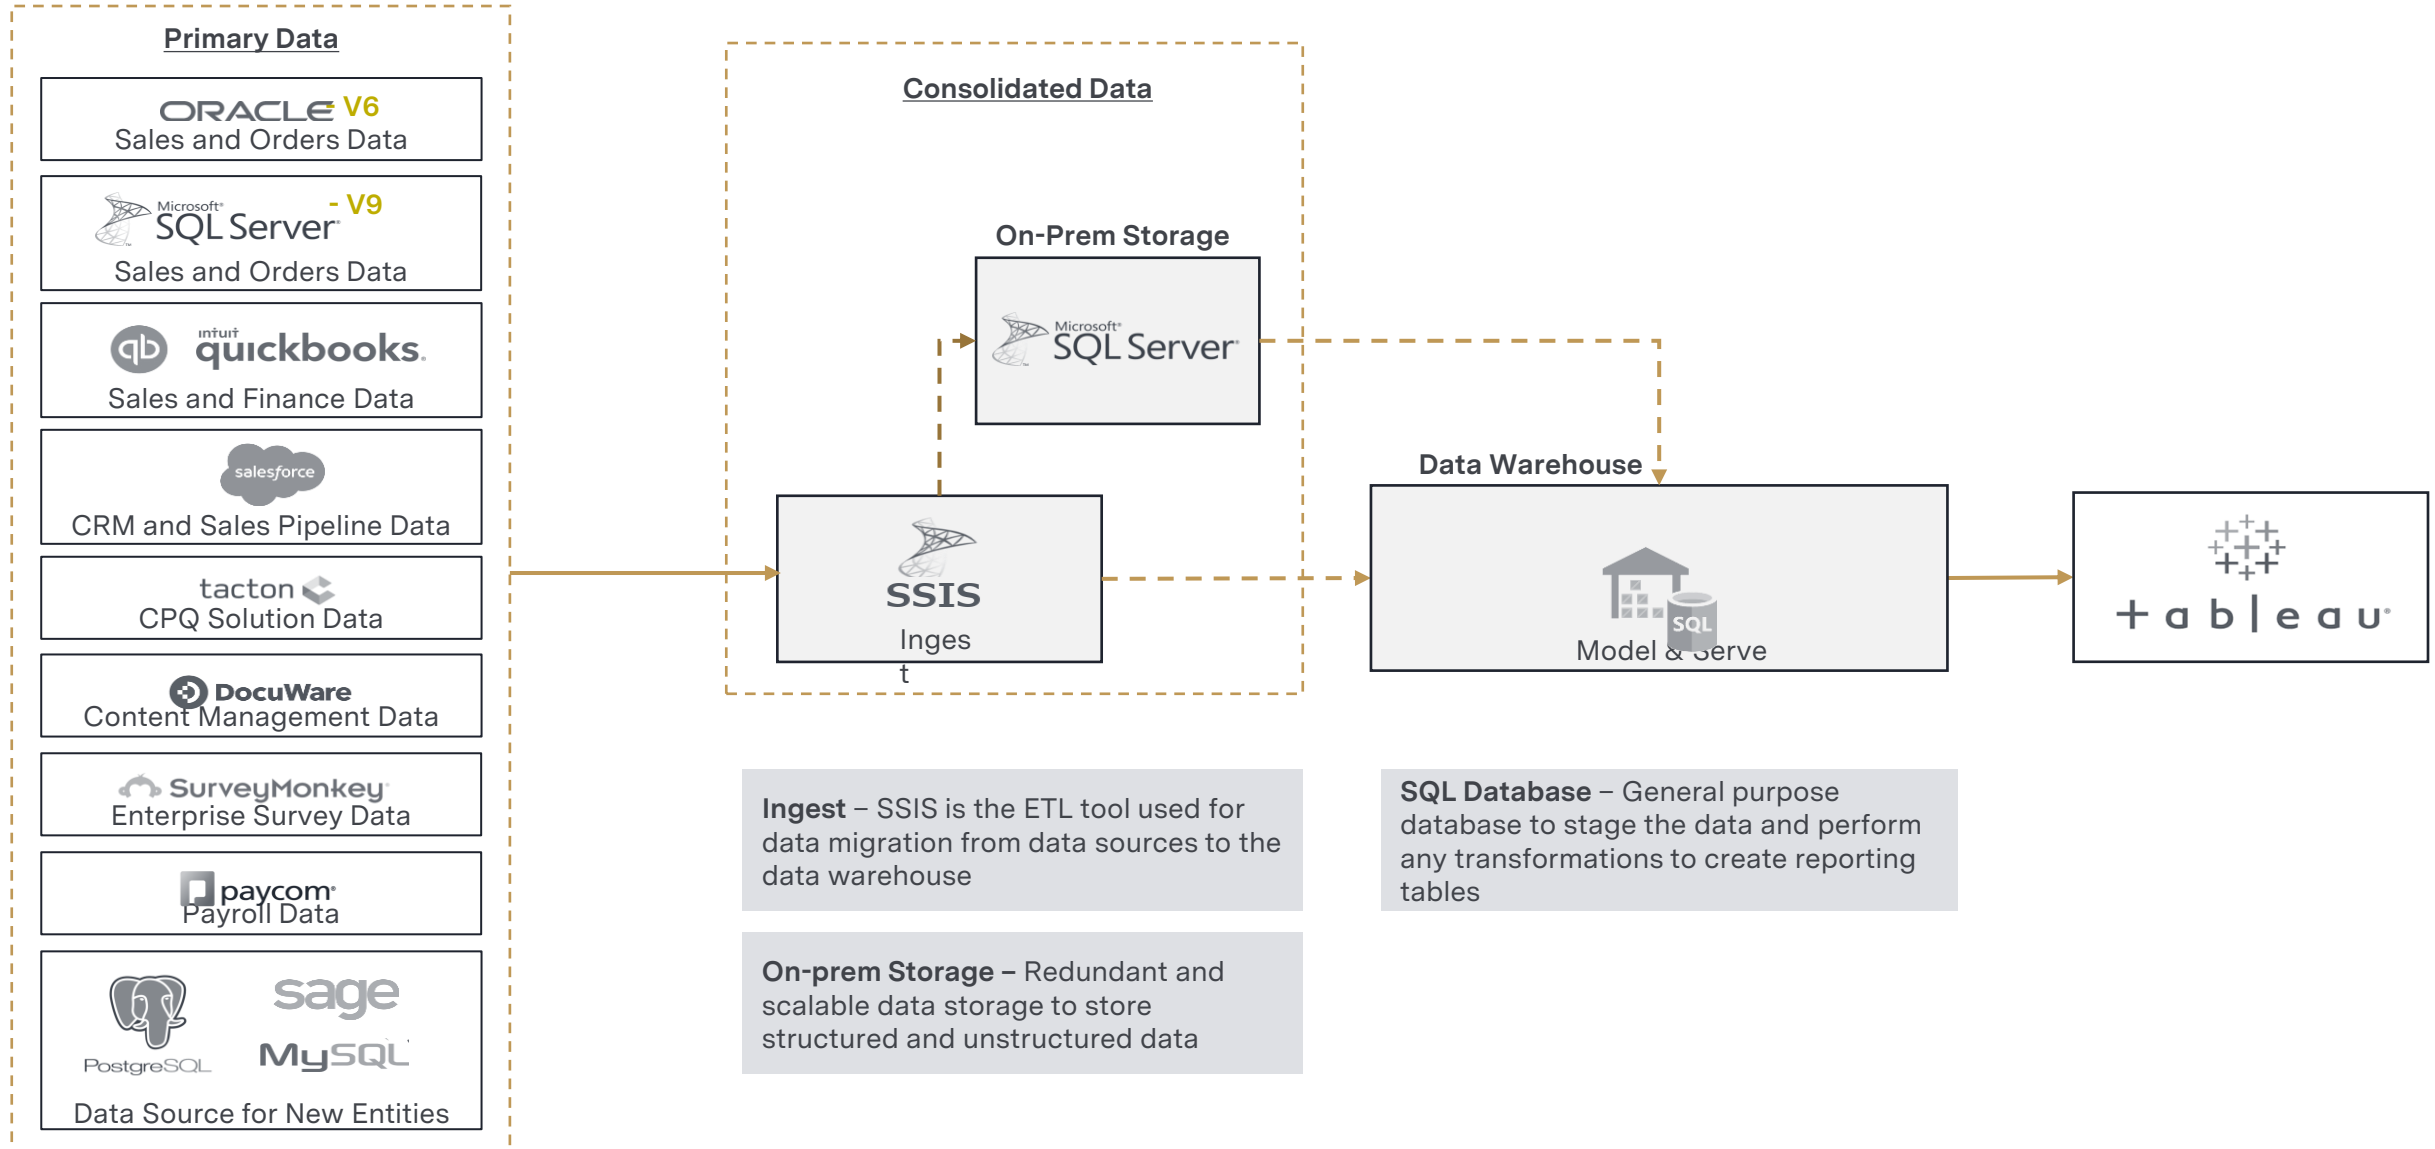 Primary Data
ORACLE - V6
Sales and Orders Data
Microsoft®
SQL Server® - V9
Sales and Orders Data
qb
ıntuıt
quickbooks.
Sales and Finance Data
salesforce
CRM and Sales Pipeline Data
tacton
CPQ Solution Data
DocuWare
Content Management Data
SurveyMonkey®
Enterprise Survey Data
paycom®
Payroll Data
sage
PostgreSQL
MySQL
Data Source for New Entities
Consolidated Data
On-Prem Storage
Microsoft®
SQL Server®
SSIS
Inges
t
Data Warehouse
SQL
Model & Serve
+ableau®
Ingest – SSIS is the ETL tool used for
data migration from data sources to the
data warehouse
On-prem Storage – Redundant and
scalable data storage to store
structured and unstructured data
SQL Database – General purpose
database to stage the data and perform
any transformations to create reporting
tables